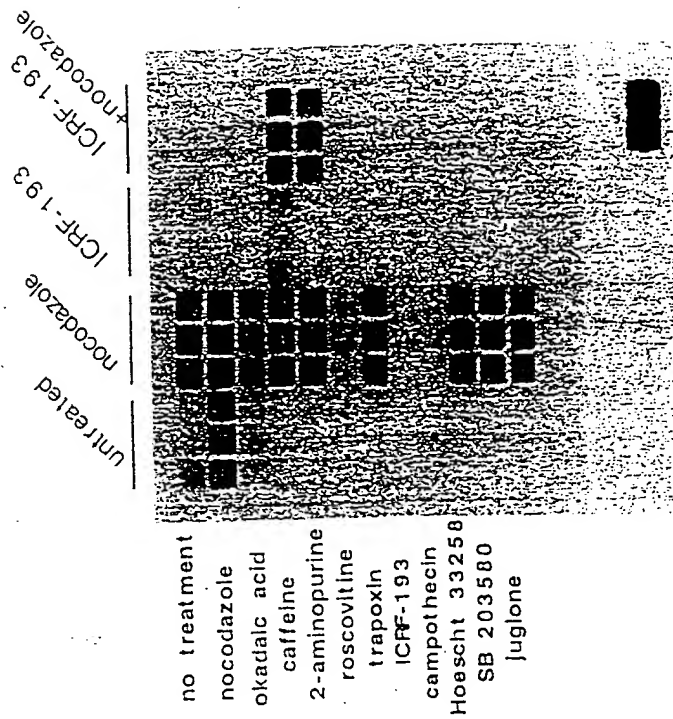 ICRF-193
+nocodazole
ICRF-193
nocodazole
untreated
no treatment
nocodazole
okadaic acid
caffeine
2-aminopurine
roscovitine
trapoxin
ICRF-193
campothecin
Hoescht 33258
SB 203580
juglone